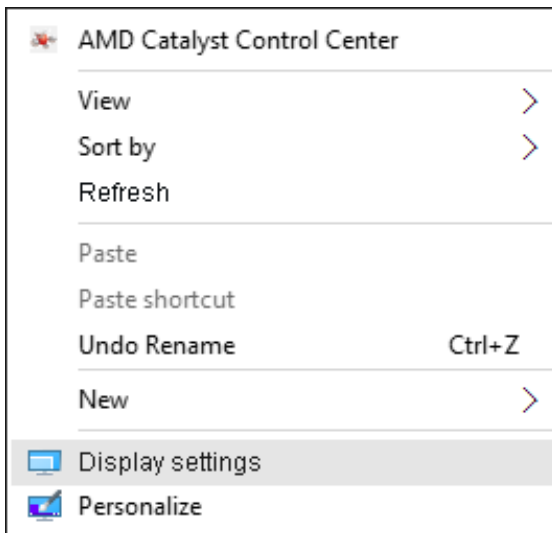 AMD Catalyst Control Center
View
Sort by
Refresh
Paste
Paste shortcut
Undo Rename Ctrl+Z
New
Display settings
Personalize